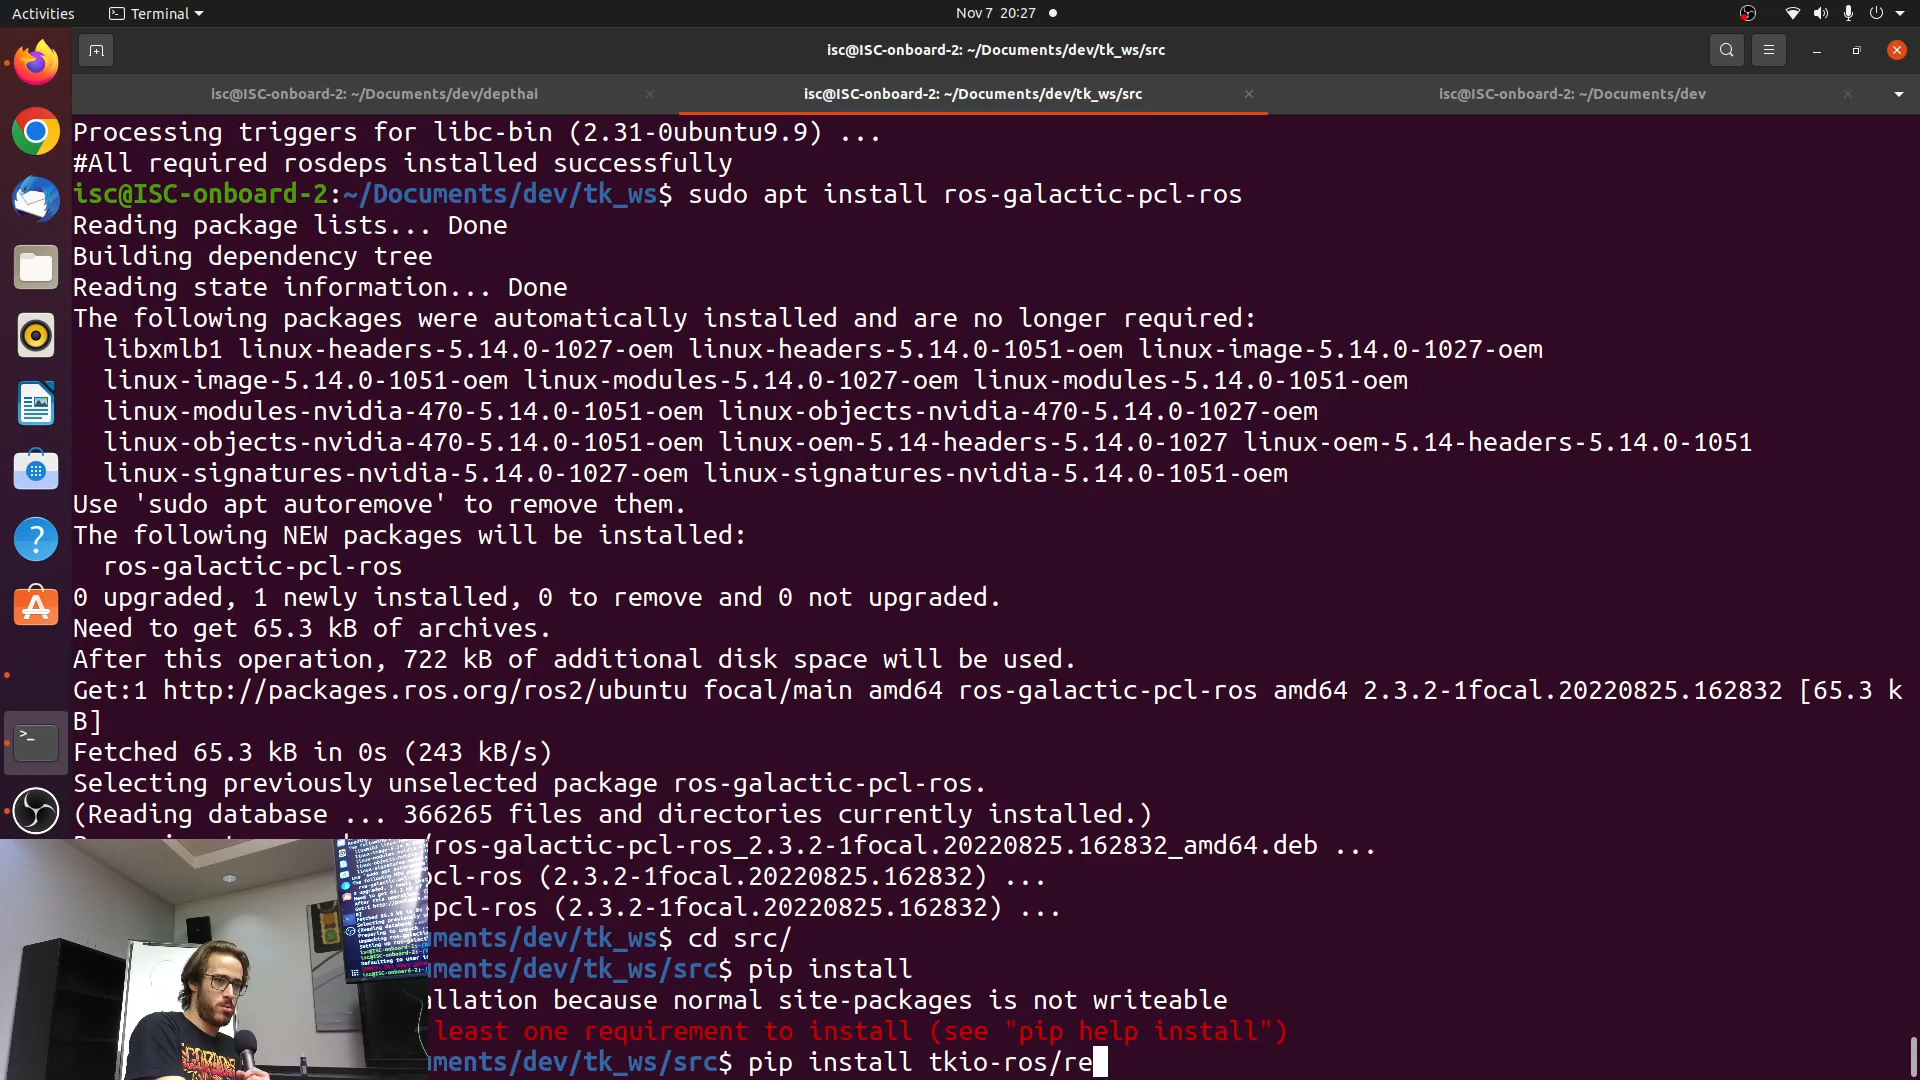 Activities
Terminal
Nov 7 20:27
isc@ISC-onboard-2: ~/Documents/dev/tk_ws/src
isc@ISC-onboard-2: ~/Documents/dev/depthai
isc@ISC-onboard-2: ~/Documents/dev/tk_ws/src
isc@ISC-onboard-2: ~/Documents/dev
Processing triggers for libc-bin (2.31-0ubuntu9.9) ...
#All required rosdeps installed successfully
isc@ISC-onboard-2:~/Documents/dev/tk_ws$ sudo apt install ros-galactic-pcl-ros
Reading package lists... Done
Building dependency tree
Reading state information... Done
The following packages were automatically installed and are no longer required:
libxmlb1 linux-headers-5.14.0-1027-oem linux-headers-5.14.0-1051-oem linux-image-5.14.0-1027-oem
linux-image-5.14.0-1051-oem linux-modules-5.14.0-1027-oem linux-modules-5.14.0-1051-oem
linux-modules-nvidia-470-5.14.0-1051-oem linux-objects-nvidia-470-5.14.0-1027-oem
linux-objects-nvidia-470-5.14.0-1051-oem linux-oem-5.14-headers-5.14.0-1027 linux-oem-5.14-headers-5.14.0-1051
linux-signatures-nvidia-5.14.0-1027-oem linux-signatures-nvidia-5.14.0-1051-oem
Use 'sudo apt autoremove' to remove them.
The following NEW packages will be installed:
ros-galactic-pcl-ros
0 upgraded, 1 newly installed, 0 to remove and 0 not upgraded.
Need to get 65.3 kB of archives.
After this operation, 722 kB of additional disk space will be used.
Get:1 http://packages.ros.org/ros2/ubuntu focal/main amd64 ros-galactic-pcl-ros amd64 2.3.2-1focal.20220825.162832 [65.3 k
B]
Fetched 65.3 kB in 0s (243 kB/s)
Selecting previously unselected package ros-galactic-pcl-ros.
(Reading database ... 366265 files and directories currently installed.)
/ros-galactic-pcl-ros_2.3.2-1focal.20220825.162832_amd64.deb ...
pcl-ros (2.3.2-1focal.20220825.162832) ...
pcl-ros (2.3.2-1focal.20220825.162832) ...
ments/dev/tk_ws$ cd src/
ments/dev/tk_ws/src$ pip install
allation because normal site-packages is not writeable
least one requirement to install (see "pip help install")
ments/dev/tk_ws/src$ pip install tkio-ros/re